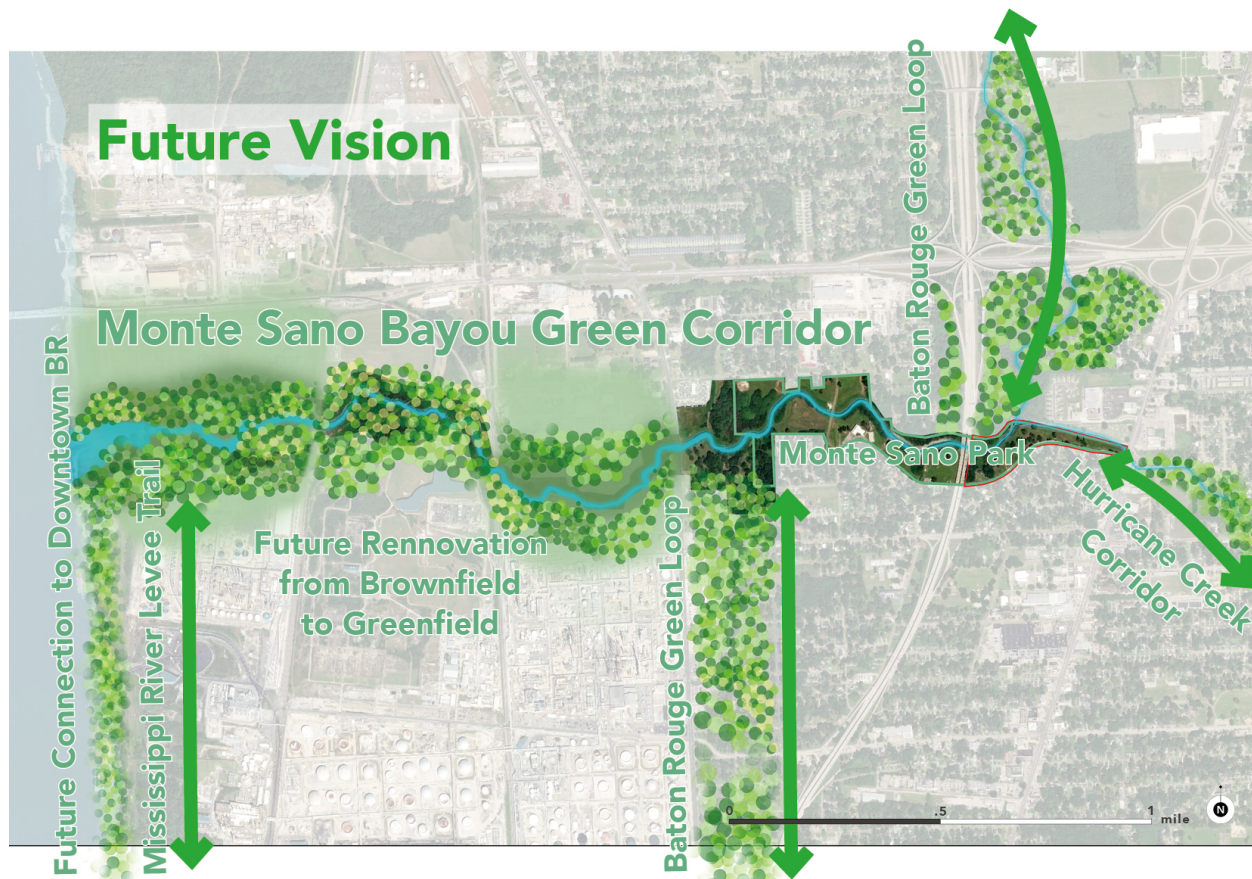 Future Vision
Monte Sano Bayou Green Corridor
Baton Rouge Green Loop
Monte Sano Park
Hurricane Creek
Corridor
Future Connection to Downtown BR
Mississippi River Levee Trail
Future Rennovation
from Brownfield
to Greenfield
Baton Rouge Green Loop
0 .5 1 mile
N